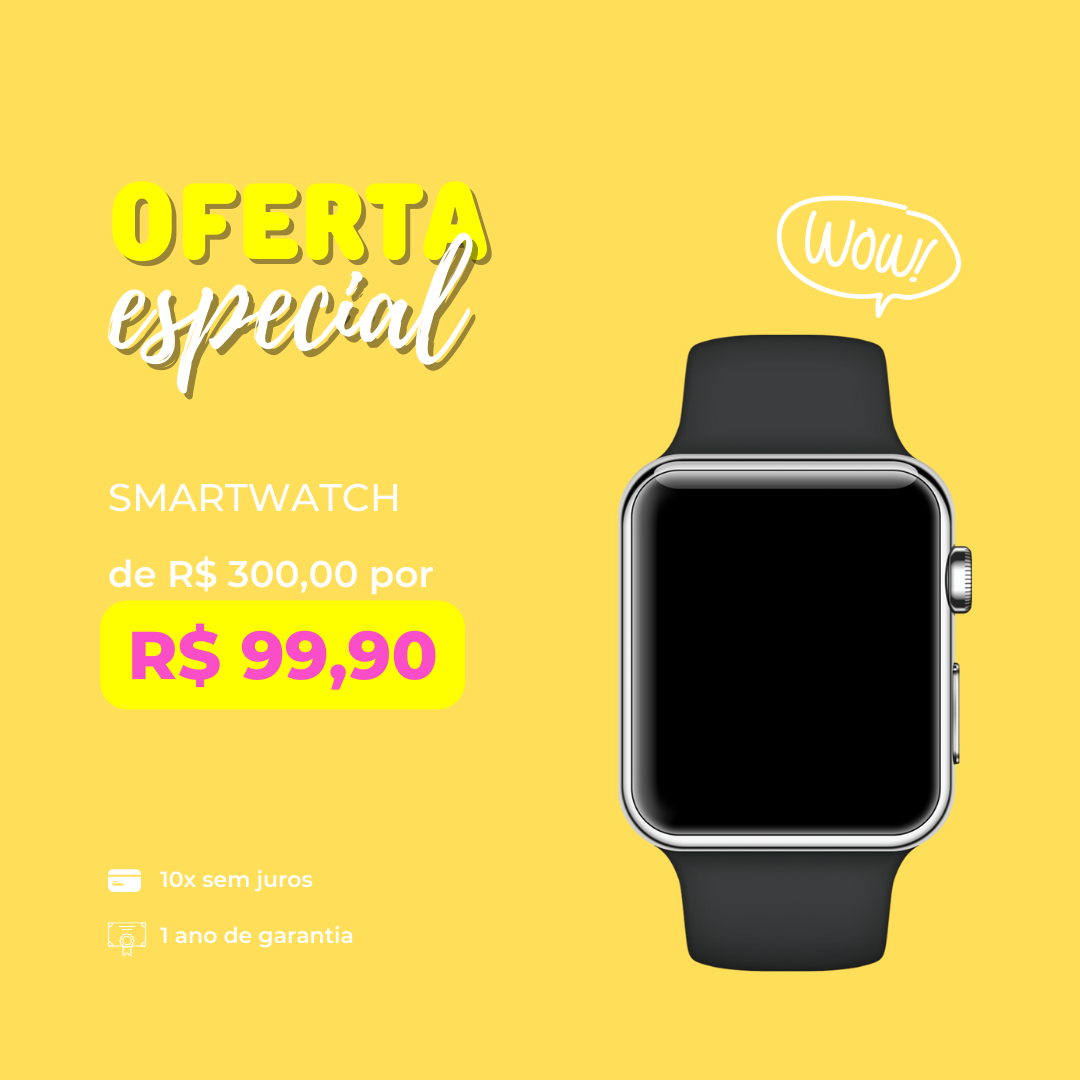 OFERTA
especial
Wow!
SMARTWATCH
de R$ 300,00 por
R$ 99,90
10x sem juros
1 ano de garantia